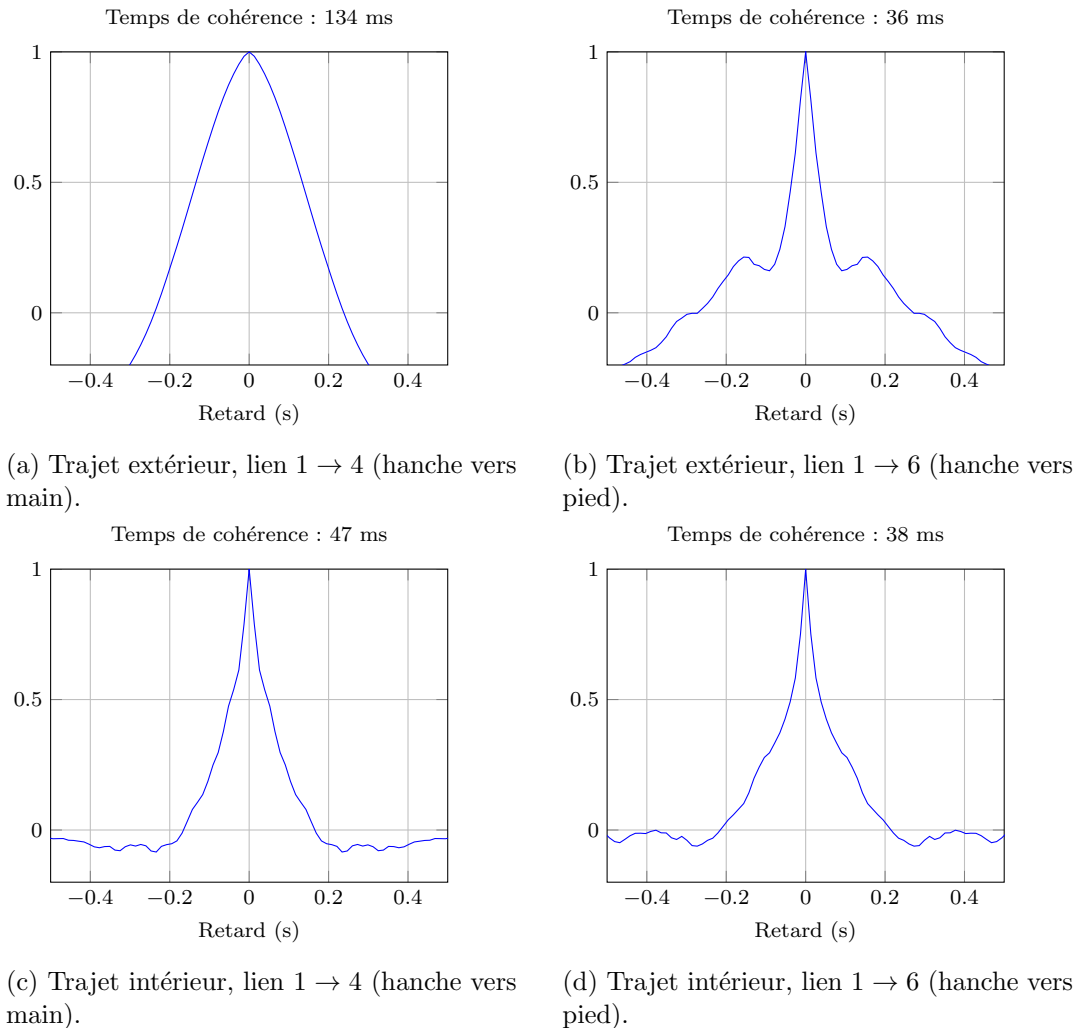 Temps de cohérence : 134 ms
1
0.5
0
−0.4 −0.2 0 0.2 0.4
Retard (s)
(a) Trajet extérieur, lien 1 → 4 (hanche vers
main).
Temps de cohérence : 36 ms
1
0.5
0
−0.4 −0.2 0 0.2 0.4
Retard (s)
(b) Trajet extérieur, lien 1 → 6 (hanche vers
pied).
Temps de cohérence : 47 ms
1
0.5
0
−0.4 −0.2 0 0.2 0.4
Retard (s)
(c) Trajet intérieur, lien 1 → 4 (hanche vers
main).
Temps de cohérence : 38 ms
1
0.5
0
−0.4 −0.2 0 0.2 0.4
Retard (s)
(d) Trajet intérieur, lien 1 → 6 (hanche vers
pied).